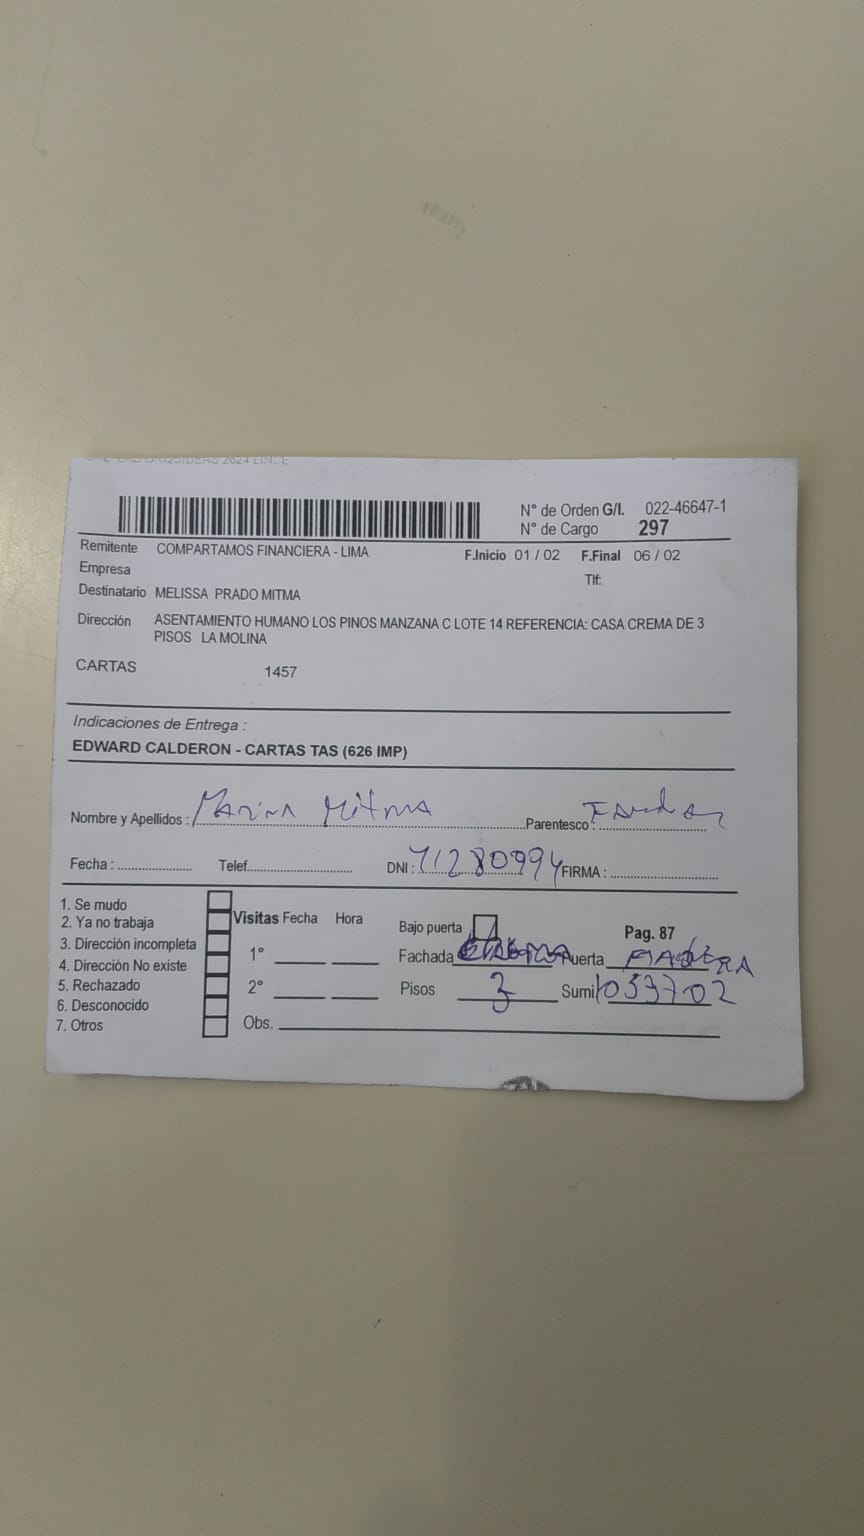 N° de Orden G/I. 022-46647-1
N° de Cargo 297
Remitente COMPARTAMOS FINANCIERA - LIMA F.Inicio 01 / 02 F.Final 06 / 02
Empresa Tlf:
Destinatario MELISSA PRADO MITMA
Dirección ASENTAMIENTO HUMANO LOS PINOS MANZANA C LOTE 14 REFERENCIA: CASA CREMA DE 3
PISOS LA MOLINA
CARTAS 1457
Indicaciones de Entrega :
EDWARD CALDERON - CARTAS TAS (626 IMP)
Nombre y Apellidos : Marina Mitma Parentesco :
Fecha : Telef. DNI : 71280994 FIRMA :
1. Se mudo
2. Ya no trabaja
3. Dirección incompleta
4. Dirección No existe
5. Rechazado
6. Desconocido
7. Otros
Visitas Fecha Hora
1°
2°
Obs.
Bajo puerta Pag. 87
Fachada Puerta MADERA
Pisos 3 Sumi 1053702